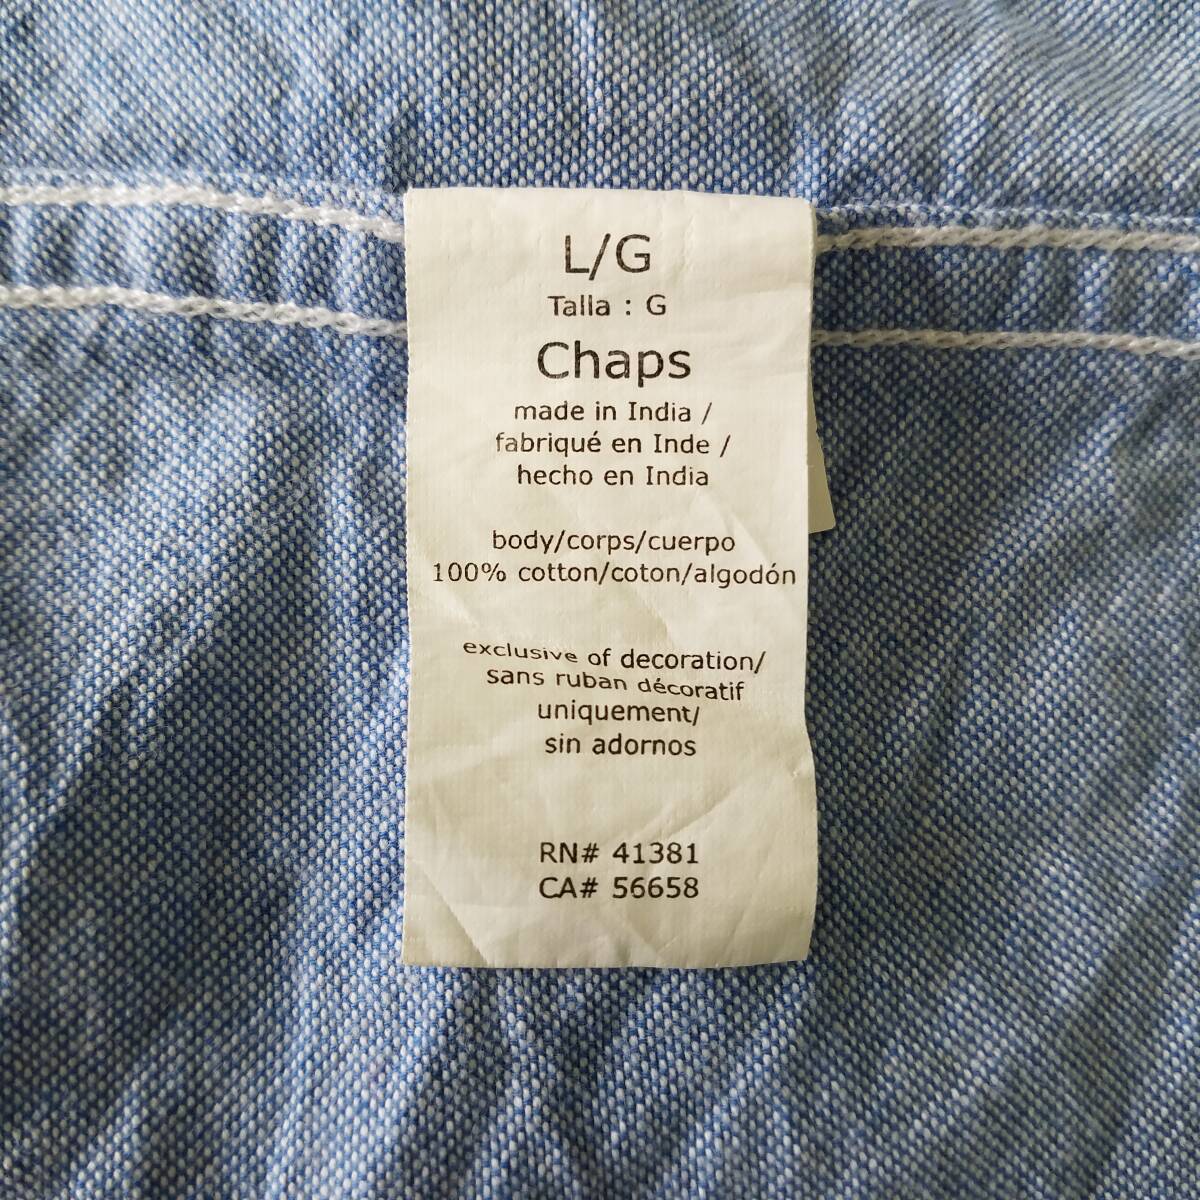 L/G
Talla : G
Chaps
made in India /
fabriqué en Inde /
hecho en India
body/corps/cuerpo
100% cotton/coton/algodón
exclusive of decoration/
sans ruban décoratif
uniquement/
sin adornos
RN# 41381
CA# 56658